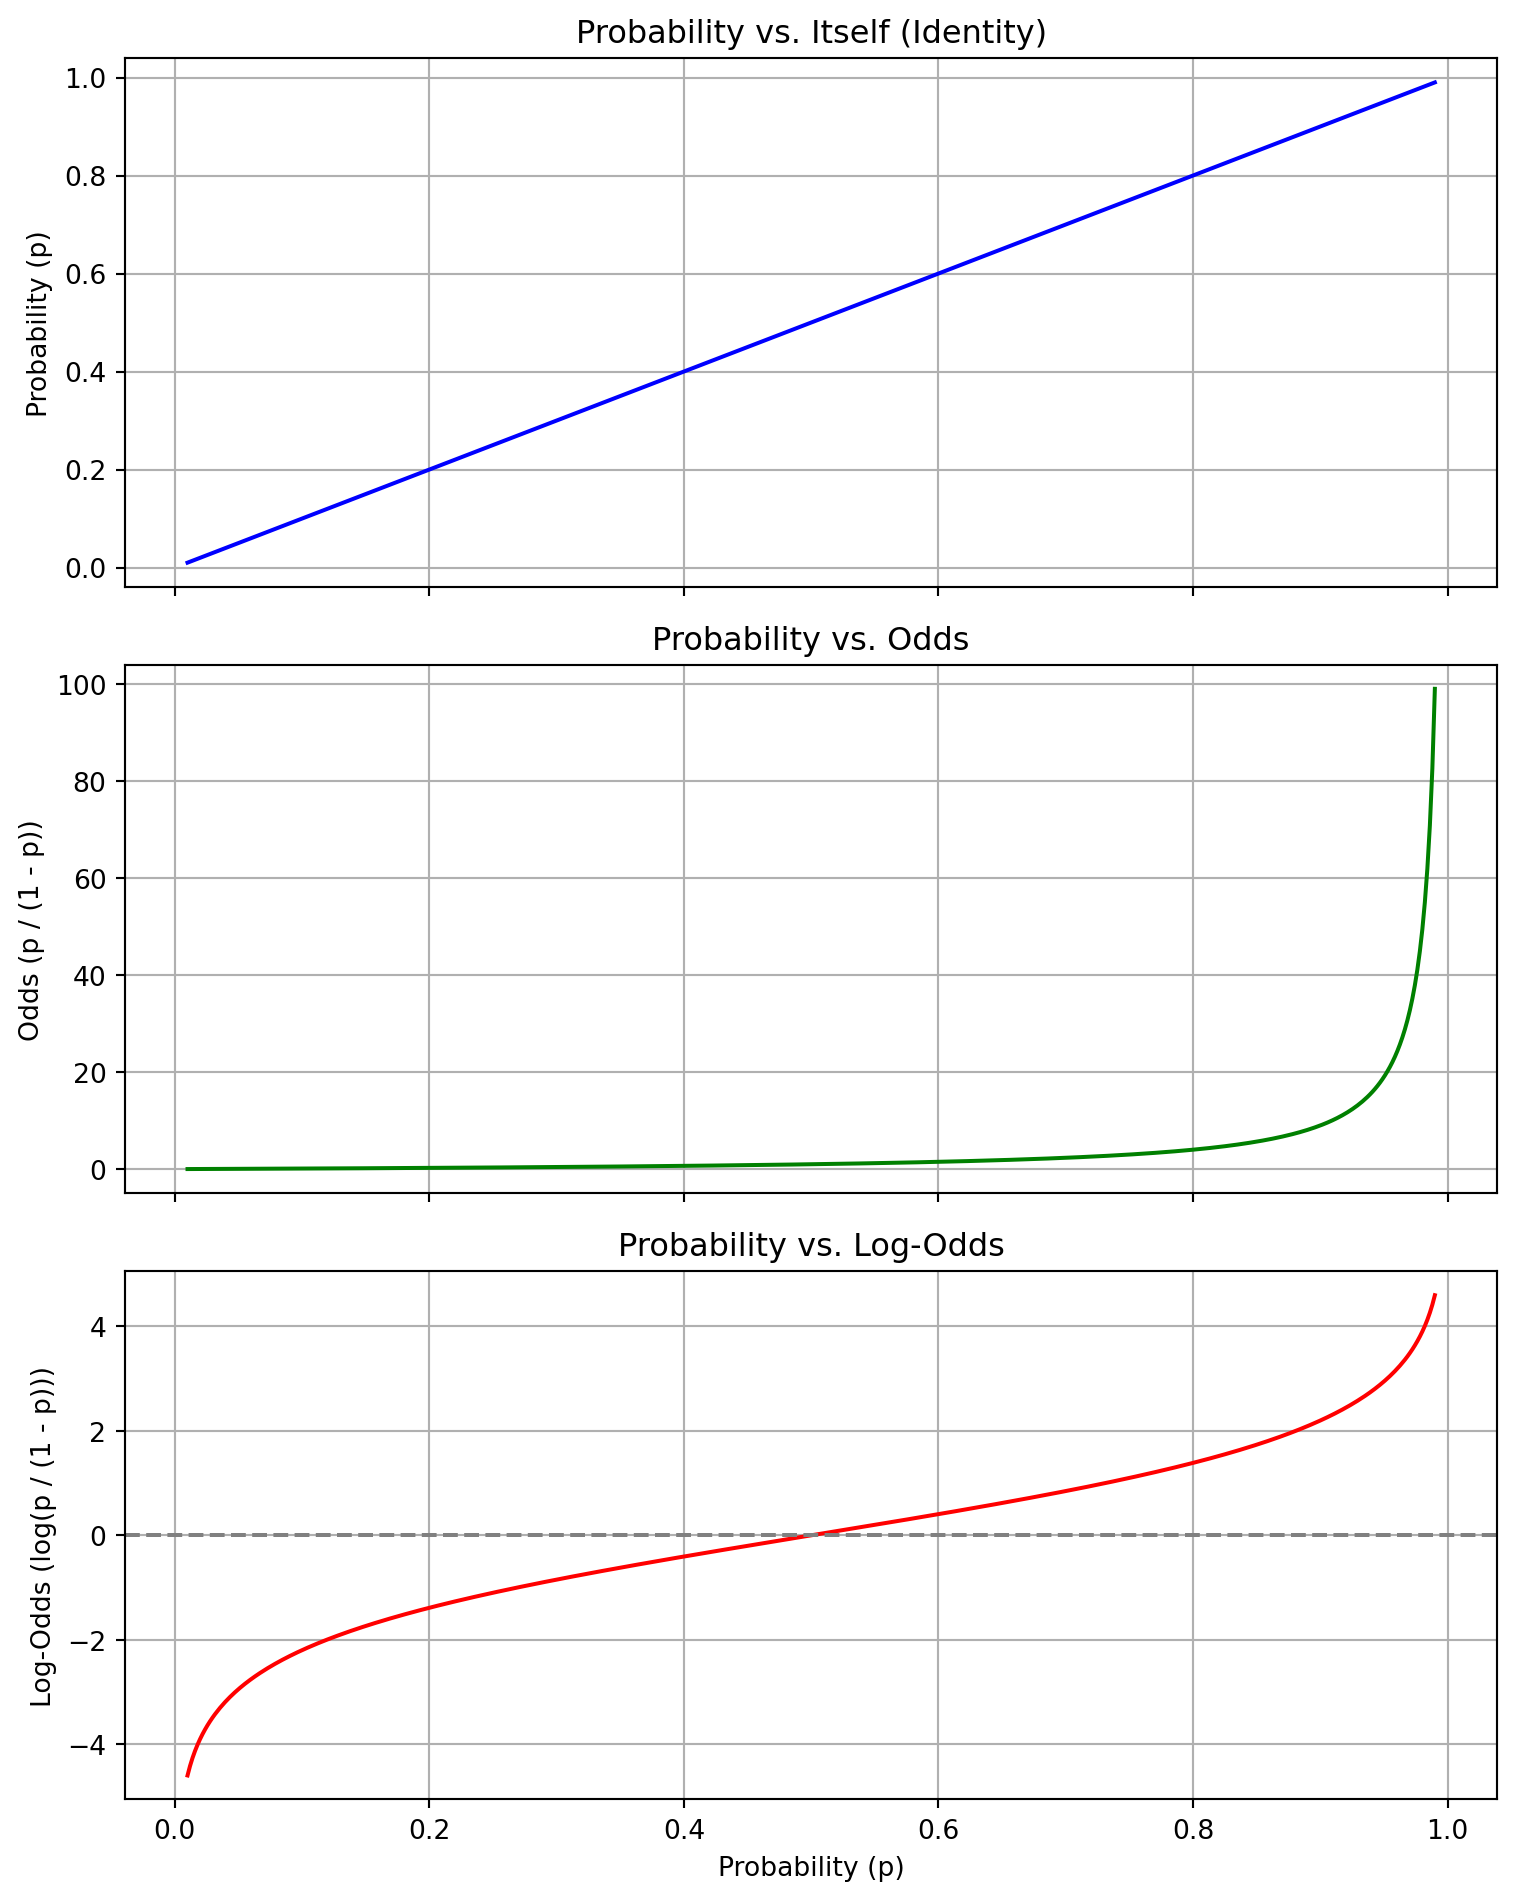 Probability vs. Itself (Identity)
1.0
0.8
0.6
0.4
0.2
0.0
Probability (p)
Probability vs. Odds
100
80
60
40
20
0
Odds (p / (1 - p))
Probability vs. Log-Odds
4
2
0
−2
−4
Log-Odds (log(p / (1 - p)))
0.0 0.2 0.4 0.6 0.8 1.0
Probability (p)